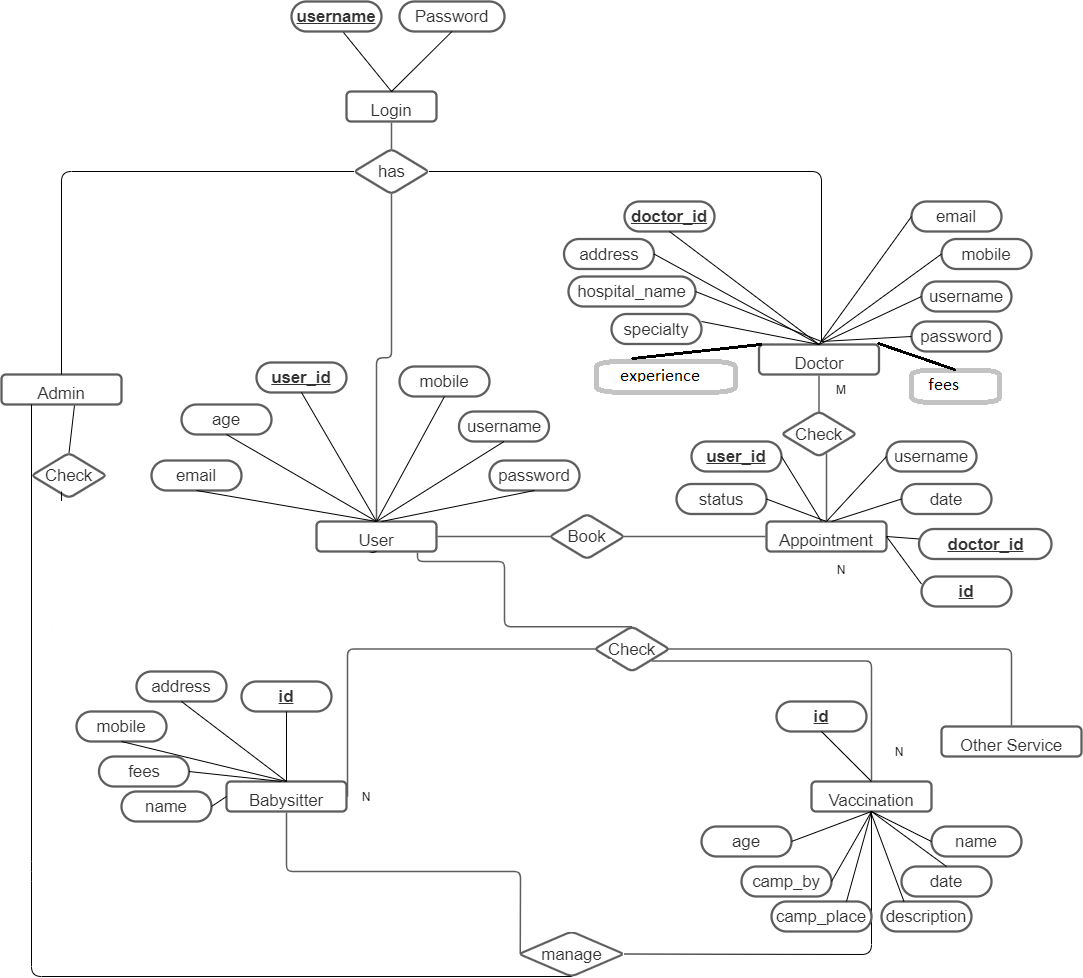 username
Password
Login
has
doctor_id
email
address
mobile
hospital_name
username
specialty
password
Doctor
experience
fees
M
user_id
mobile
Admin
age
username
Check
Check
email
password
user_id
username
status
date
User
Book
Appointment
doctor_id
N
id
Check
address
id
mobile
id
Other Service
fees
N
name
Babysitter
N
Vaccination
age
name
camp_by
date
camp_place
description
manage